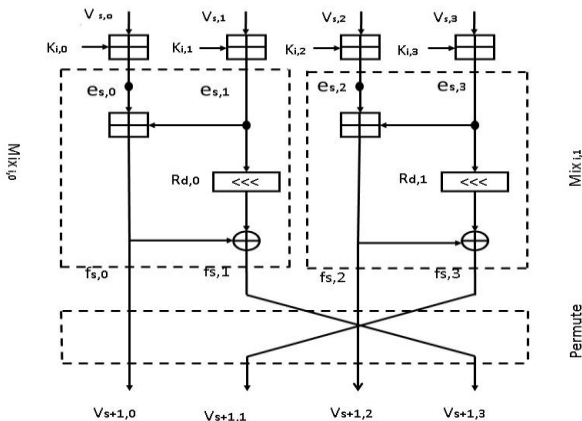 Vs,0 Vs,1 Vs,2 Vs,3
Ki,0 Ki,1 Ki,2 Ki,3
es,0 es,1 es,2 es,3
Mixi,0
Mixi,1
Rd,0 <<< Rd,1 <<<
fs,0 fs,1 fs,2 fs,3
Permute
Vs+1,0 Vs+1,1 Vs+1,2 Vs+1,3